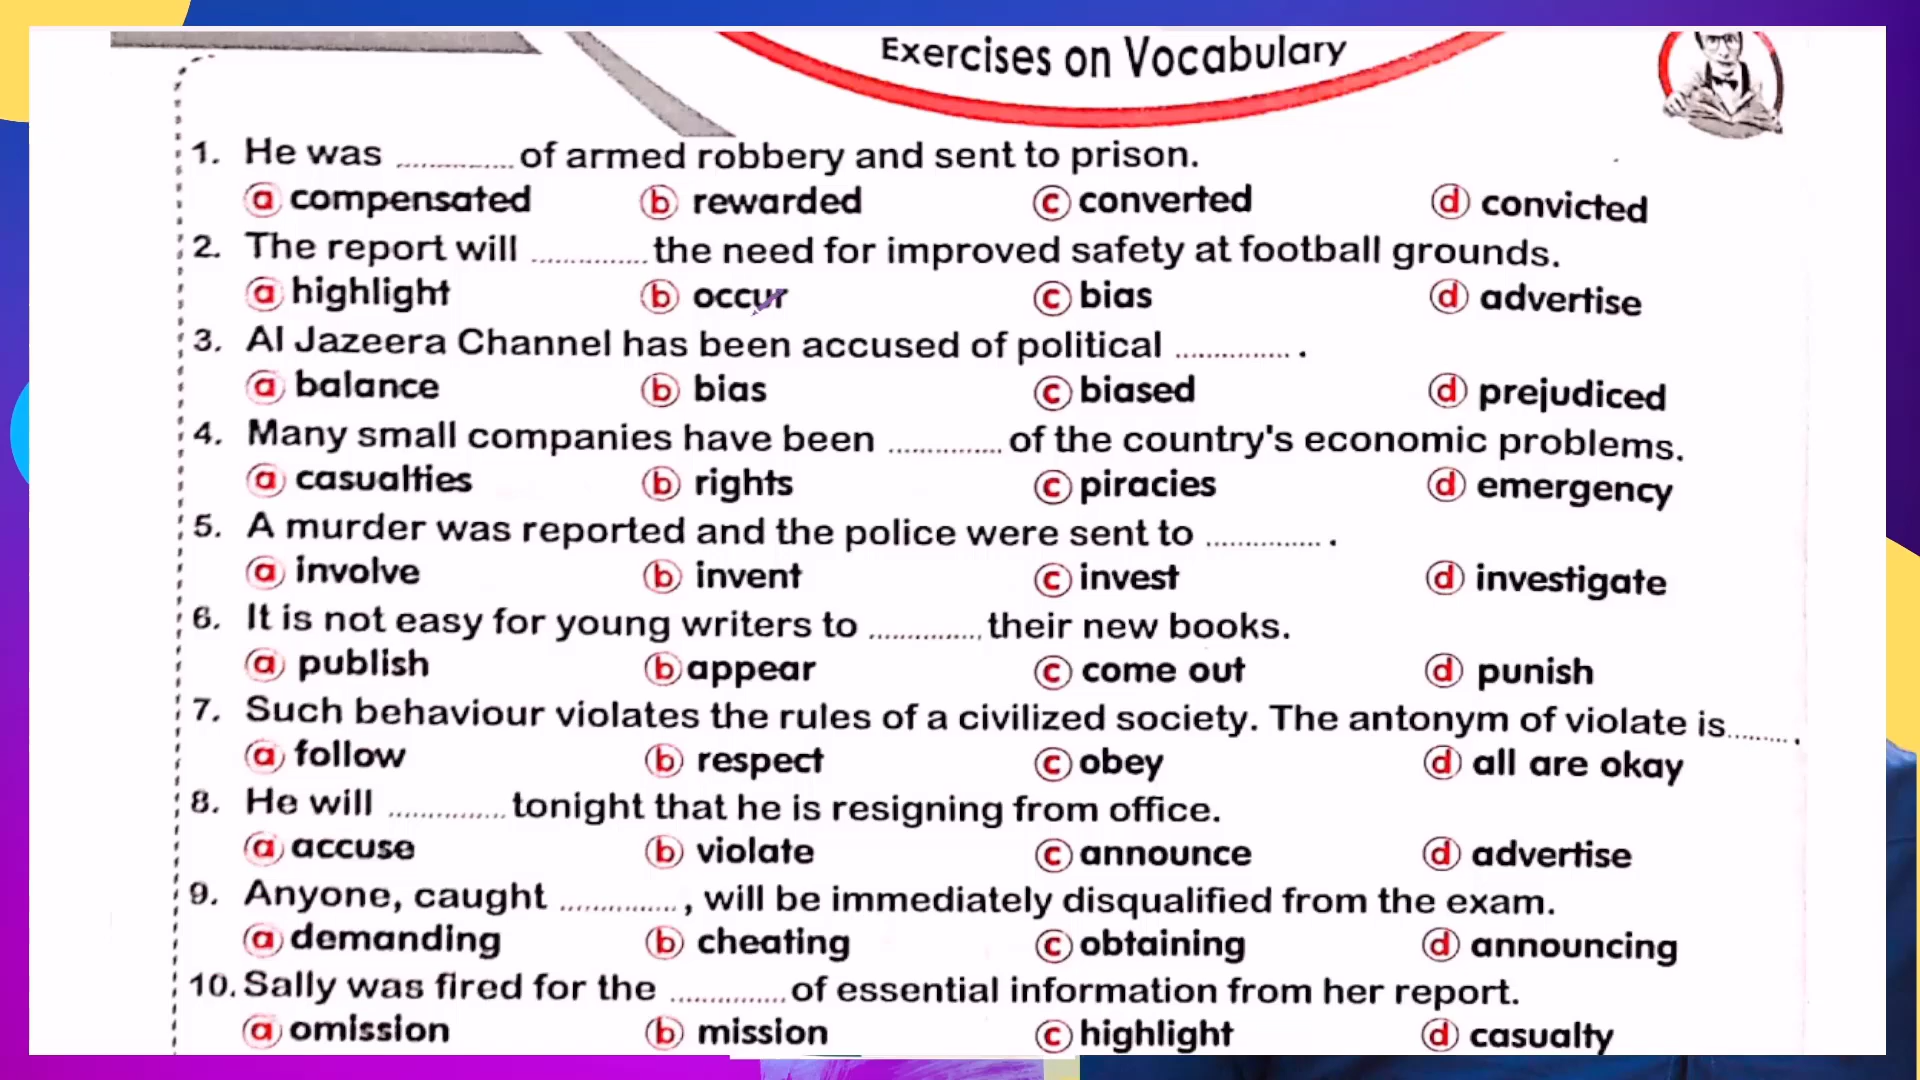 Exercises on Vocabulary
1. He was .............. of armed robbery and sent to prison.
a compensated b rewarded c converted d convicted
2. The report will .............. the need for improved safety at football grounds.
a highlight b occur c bias d advertise
3. Al Jazeera Channel has been accused of political .............. .
a balance b bias c biased d prejudiced
4. Many small companies have been .............. of the country's economic problems.
a casualties b rights c piracies d emergency
5. A murder was reported and the police were sent to .............. .
a involve b invent c invest d investigate
6. It is not easy for young writers to .............. their new books.
a publish b appear c come out d punish
7. Such behaviour violates the rules of a civilized society. The antonym of violate is......... .
a follow b respect c obey d all are okay
8. He will .............. tonight that he is resigning from office.
a accuse b violate c announce d advertise
9. Anyone, caught .............. , will be immediately disqualified from the exam.
a demanding b cheating c obtaining d announcing
10. Sally was fired for the .............. of essential information from her report.
a omission b mission c highlight d casualty